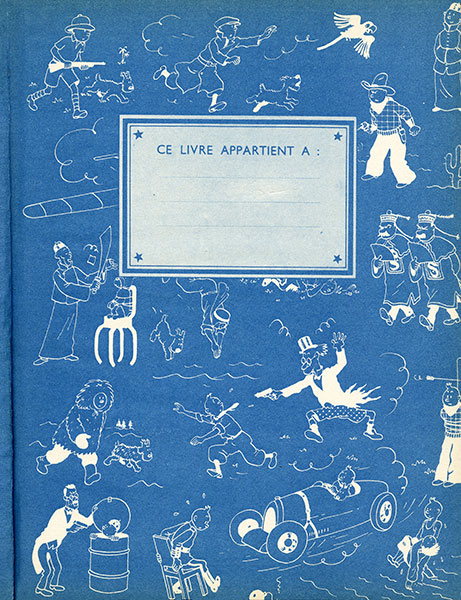 CE LIVRE APPARTIENT A :